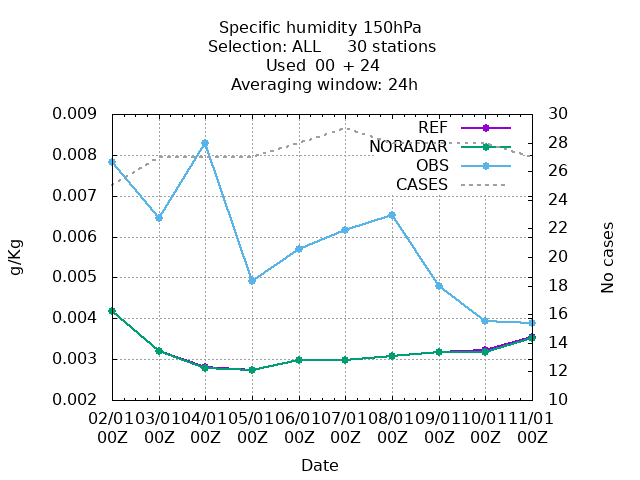 Specific humidity 150hPa
Selection: ALL     30 stations
Used  00  + 24
Averaging window: 24h
0.009
0.008
0.007
0.006
0.005
0.004
0.003
0.002
g/Kg
REF
NORADAR
OBS
CASES
30
28
26
24
22
20
18
16
14
12
10
No cases
02/01 03/01 04/01 05/01 06/01 07/01 08/01 09/01 10/01 11/01
00Z 00Z 00Z 00Z 00Z 00Z 00Z 00Z 00Z 00Z
Date